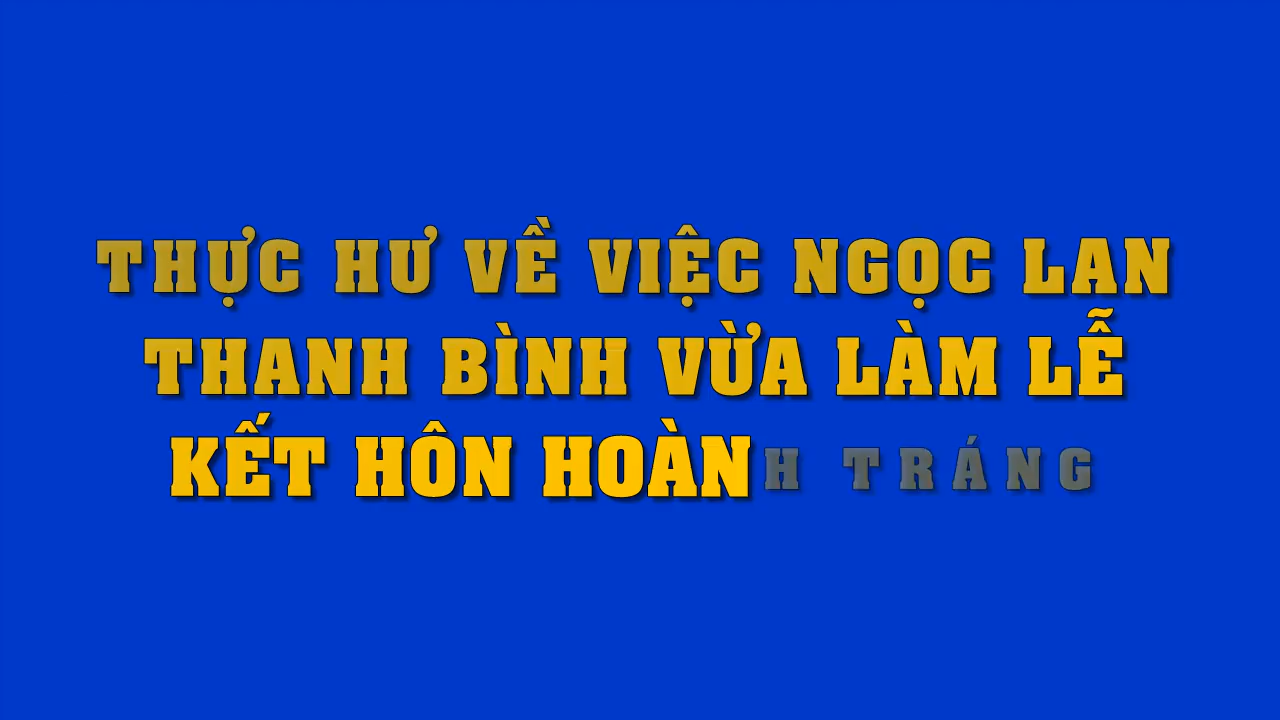 THỰC HƯ VỀ VIỆC NGỌC LAN
THANH BÌNH VỪA LÀM LỄ
KẾT HÔN HOÀNH TRÁNG